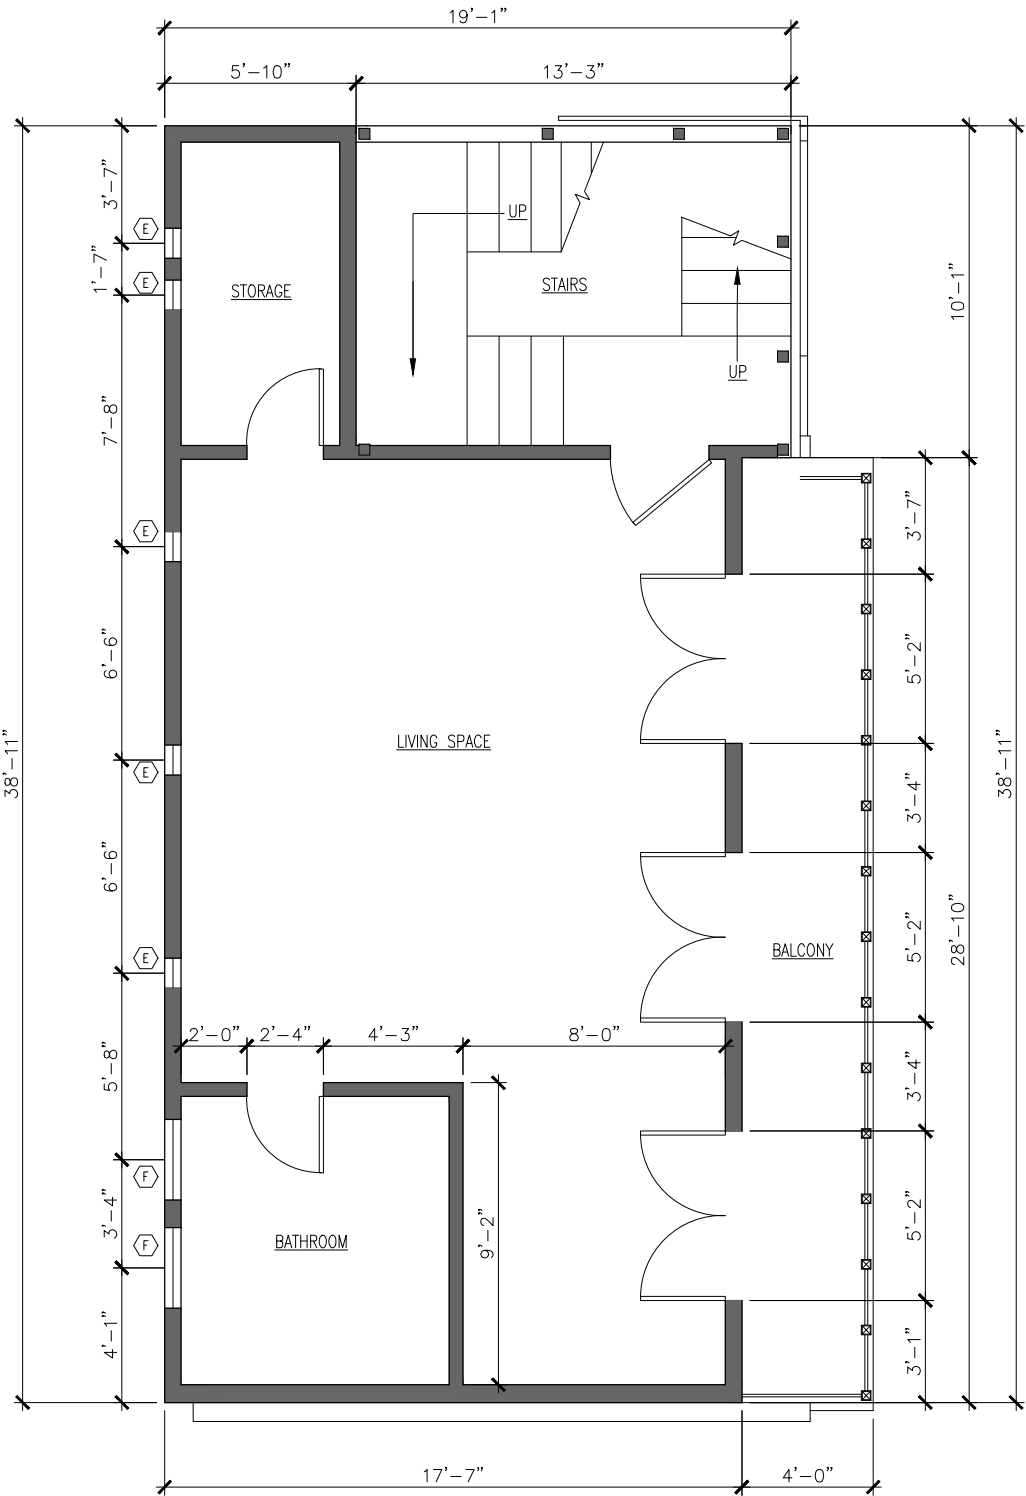 19'-1"
5'-10"
13'-3"
3'-7"
E
UP
1'-7"
E
STORAGE
STAIRS
10'-1"
UP
7'-8"
E
3'-7"
6'-6"
5'-2"
LIVING SPACE
38'-11"
38'-11"
E
3'-4"
6'-6"
5'-2"
28'-10"
BALCONY
E
2'-0"
2'-4"
4'-3"
8'-0"
5'-8"
3'-4"
F
3'-4"
9'-2"
5'-2"
F
BATHROOM
4'-1"
3'-1"
17'-7"
4'-0"